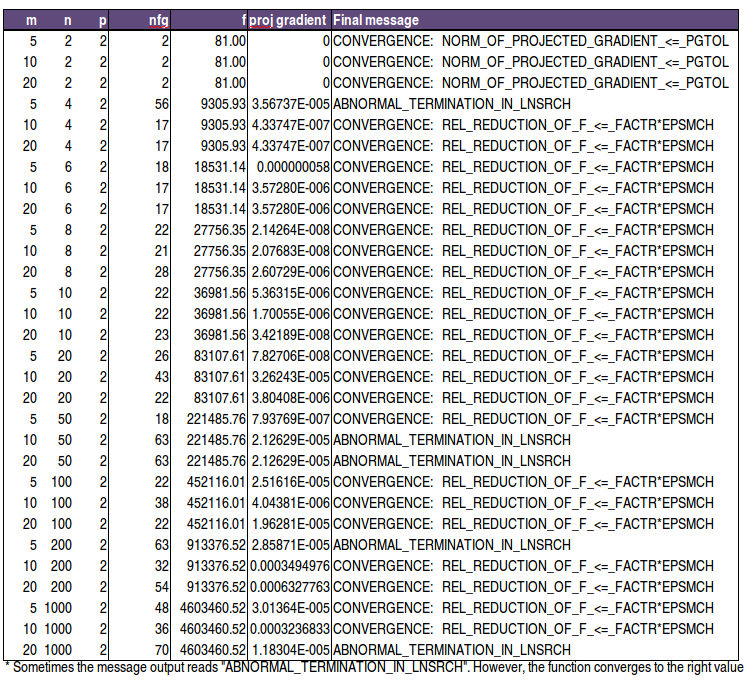 m n p nfg f proj gradient Final message
5 2 2 2 81.00 0 CONVERGENCE: NORM_OF_PROJECTED_GRADIENT_<=_PGTOL
10 2 2 2 81.00 0 CONVERGENCE: NORM_OF_PROJECTED_GRADIENT_<=_PGTOL
20 2 2 2 81.00 0 CONVERGENCE: NORM_OF_PROJECTED_GRADIENT_<=_PGTOL
5 4 2 56 9305.93 3.56737E-005 ABNORMAL_TERMINATION_IN_LNSRCH
10 4 2 17 9305.93 4.33747E-007 CONVERGENCE: REL_REDUCTION_OF_F_<=_FACTR*EPSMCH
20 4 2 17 9305.93 4.33747E-007 CONVERGENCE: REL_REDUCTION_OF_F_<=_FACTR*EPSMCH
5 6 2 18 18531.14 0.000000058 CONVERGENCE: REL_REDUCTION_OF_F_<=_FACTR*EPSMCH
10 6 2 17 18531.14 3.57280E-006 CONVERGENCE: REL_REDUCTION_OF_F_<=_FACTR*EPSMCH
20 6 2 17 18531.14 3.57280E-006 CONVERGENCE: REL_REDUCTION_OF_F_<=_FACTR*EPSMCH
5 8 2 22 27756.35 2.14264E-008 CONVERGENCE: REL_REDUCTION_OF_F_<=_FACTR*EPSMCH
10 8 2 21 27756.35 2.07683E-008 CONVERGENCE: REL_REDUCTION_OF_F_<=_FACTR*EPSMCH
20 8 2 28 27756.35 2.60729E-006 CONVERGENCE: REL_REDUCTION_OF_F_<=_FACTR*EPSMCH
5 10 2 22 36981.56 5.36315E-006 CONVERGENCE: REL_REDUCTION_OF_F_<=_FACTR*EPSMCH
10 10 2 22 36981.56 1.70055E-006 CONVERGENCE: REL_REDUCTION_OF_F_<=_FACTR*EPSMCH
20 10 2 23 36981.56 3.42189E-008 CONVERGENCE: REL_REDUCTION_OF_F_<=_FACTR*EPSMCH
5 20 2 26 83107.61 7.82706E-008 CONVERGENCE: REL_REDUCTION_OF_F_<=_FACTR*EPSMCH
10 20 2 43 83107.61 3.26243E-005 CONVERGENCE: REL_REDUCTION_OF_F_<=_FACTR*EPSMCH
20 20 2 22 83107.61 3.80408E-006 CONVERGENCE: REL_REDUCTION_OF_F_<=_FACTR*EPSMCH
5 50 2 18 221485.76 7.93769E-007 CONVERGENCE: REL_REDUCTION_OF_F_<=_FACTR*EPSMCH
10 50 2 63 221485.76 2.12629E-005 ABNORMAL_TERMINATION_IN_LNSRCH
20 50 2 63 221485.76 2.12629E-005 ABNORMAL_TERMINATION_IN_LNSRCH
5 100 2 22 452116.01 2.51616E-005 CONVERGENCE: REL_REDUCTION_OF_F_<=_FACTR*EPSMCH
10 100 2 38 452116.01 4.04381E-006 CONVERGENCE: REL_REDUCTION_OF_F_<=_FACTR*EPSMCH
20 100 2 22 452116.01 1.96281E-005 CONVERGENCE: REL_REDUCTION_OF_F_<=_FACTR*EPSMCH
5 200 2 63 913376.52 2.85871E-005 ABNORMAL_TERMINATION_IN_LNSRCH
10 200 2 32 913376.52 0.0003494976 CONVERGENCE: REL_REDUCTION_OF_F_<=_FACTR*EPSMCH
20 200 2 54 913376.52 0.0006327763 CONVERGENCE: REL_REDUCTION_OF_F_<=_FACTR*EPSMCH
5 1000 2 48 4603460.52 3.01364E-005 CONVERGENCE: REL_REDUCTION_OF_F_<=_FACTR*EPSMCH
10 1000 2 36 4603460.52 0.0003236833 CONVERGENCE: REL_REDUCTION_OF_F_<=_FACTR*EPSMCH
20 1000 2 70 4603460.52 1.18304E-005 ABNORMAL_TERMINATION_IN_LNSRCH
* Sometimes the message output reads "ABNORMAL_TERMINATION_IN_LNSRCH". However, the function converges to the right value